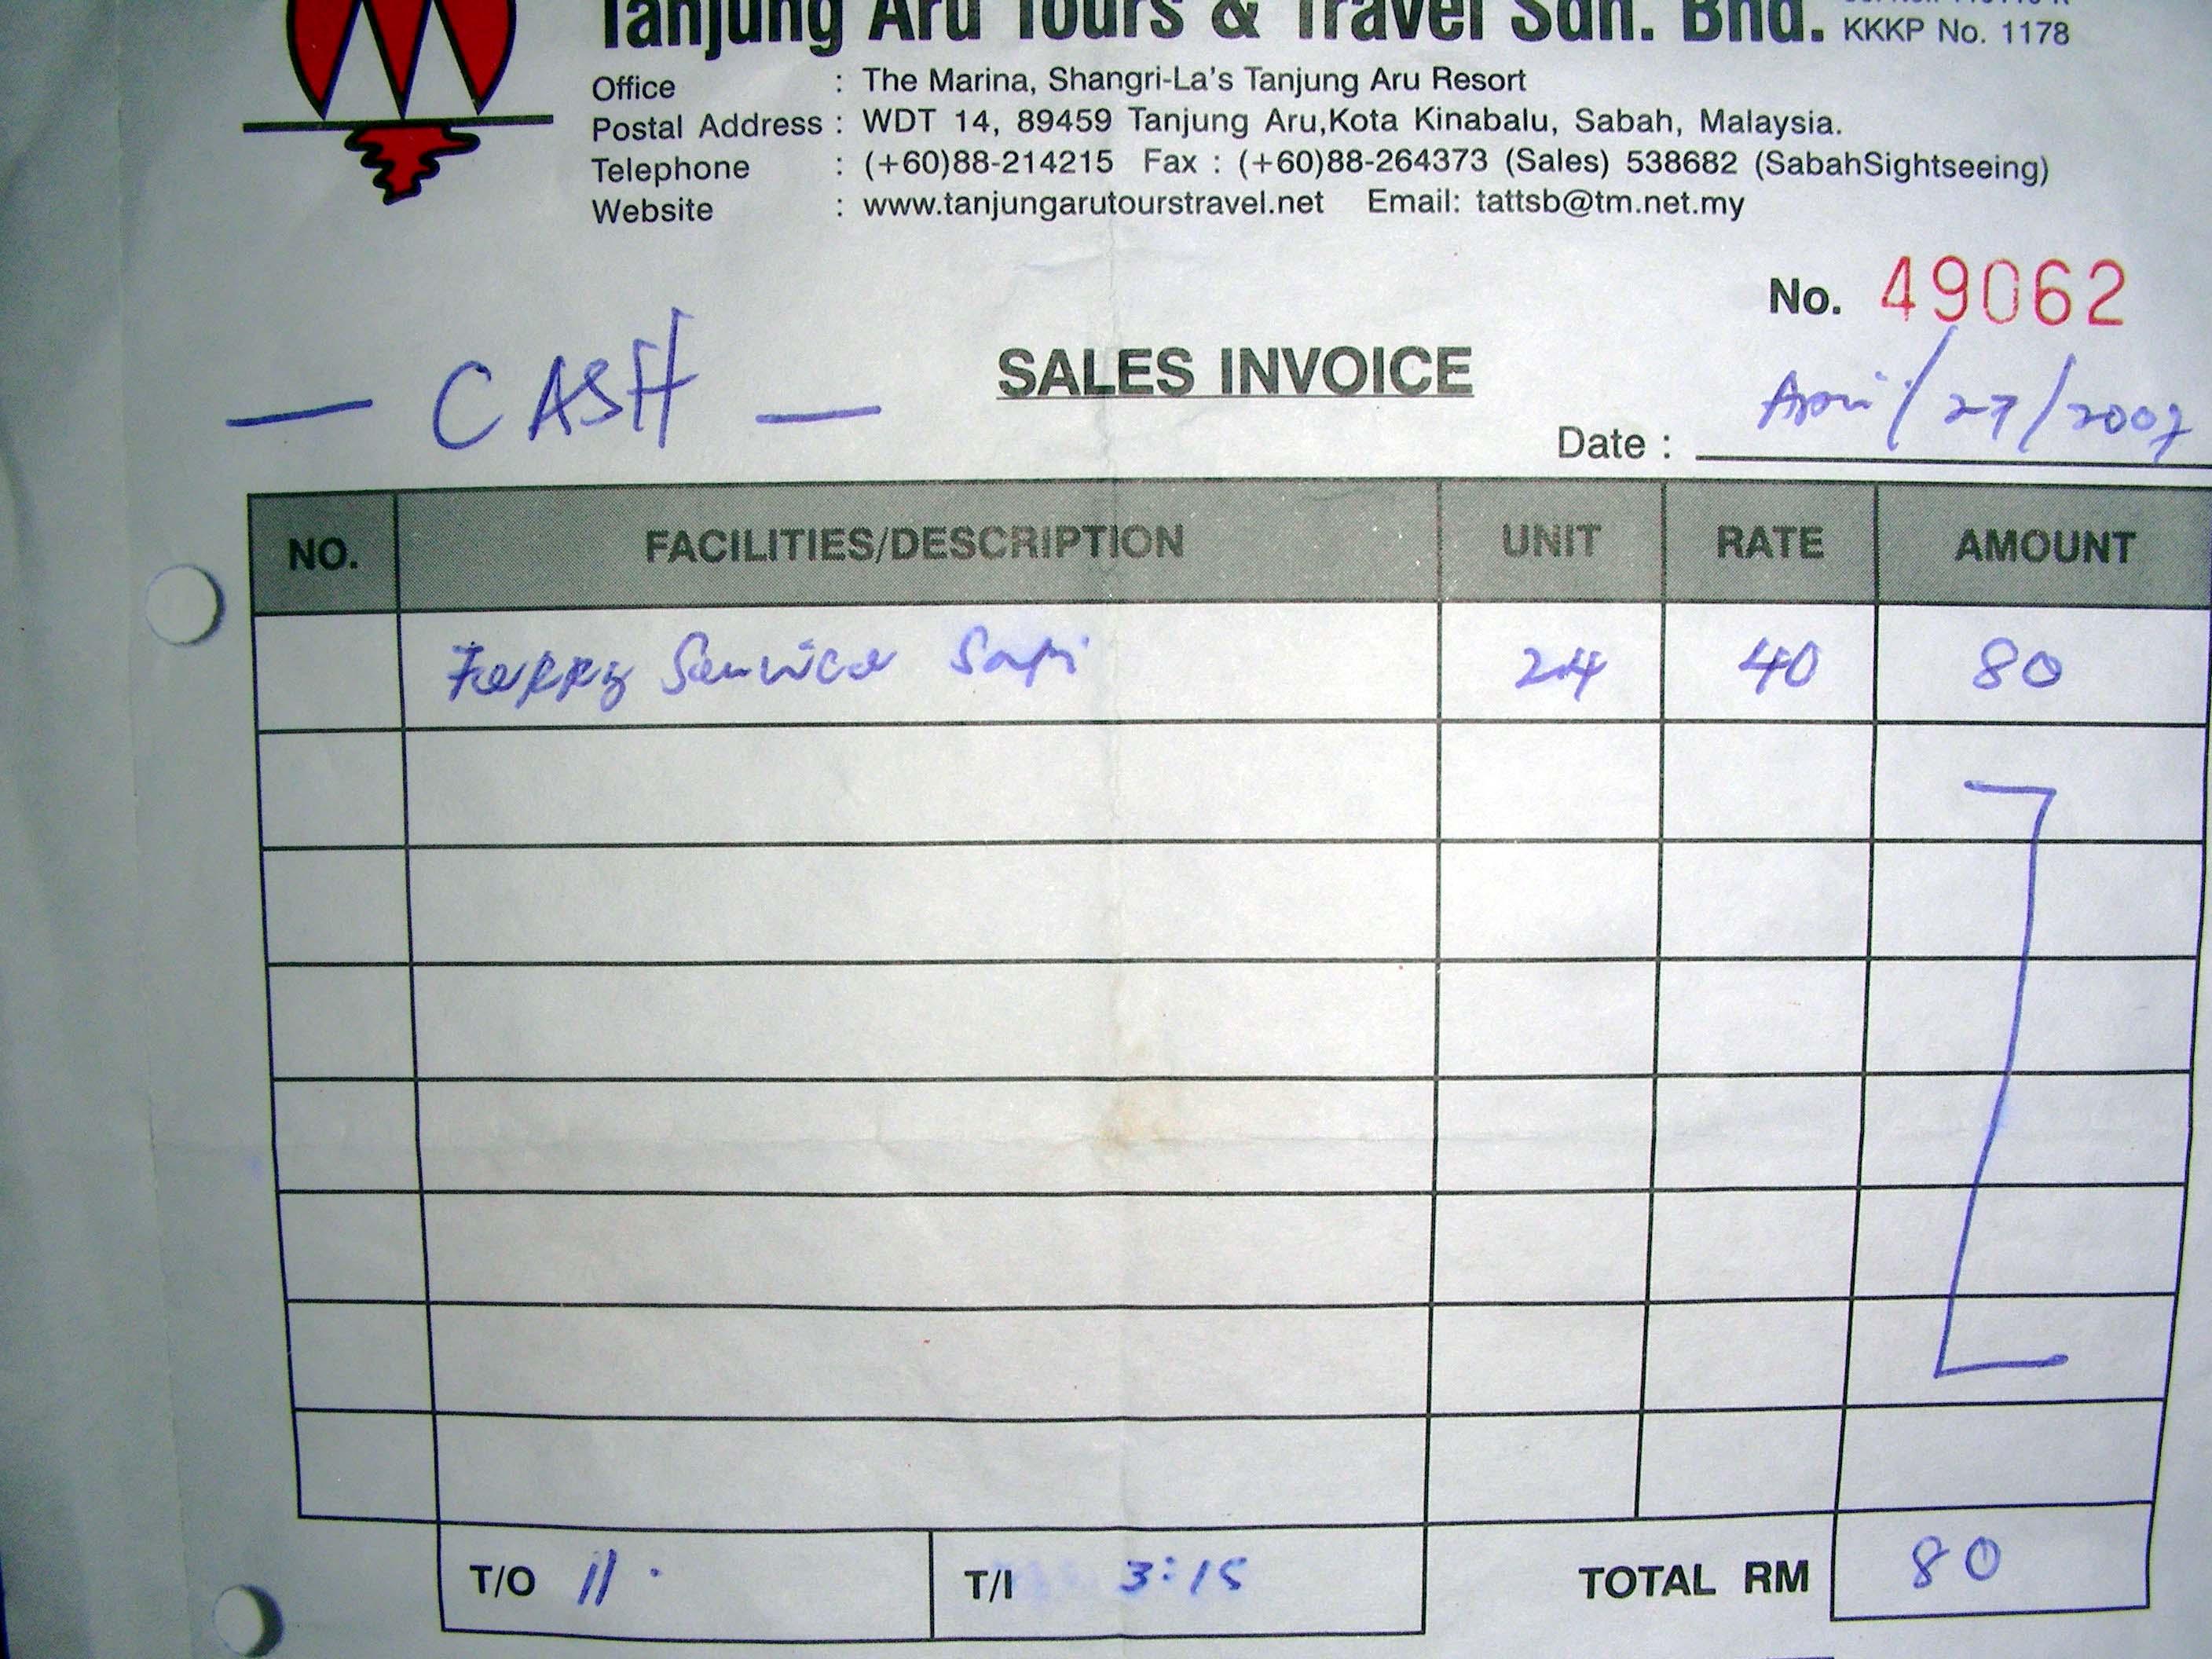 Tanjung Aru Tours & Travel Sdn. Bhd.
KKKP No. 1178
Office : The Marina, Shangri-La's Tanjung Aru Resort
Postal Address : WDT 14, 89459 Tanjung Aru,Kota Kinabalu, Sabah, Malaysia.
Telephone : (+60)88-214215 Fax : (+60)88-264373 (Sales) 538682 (SabahSightseeing)
Website : www.tanjungarutourstravel.net Email: tattsb@tm.net.my
No. 49062
— CASH — SALES INVOICE
Date : April/27/2007
NO. FACILITIES/DESCRIPTION UNIT RATE AMOUNT
Ferry Service Sapi 2A 40 80
T/O 11. T/I 3:15 TOTAL RM 80